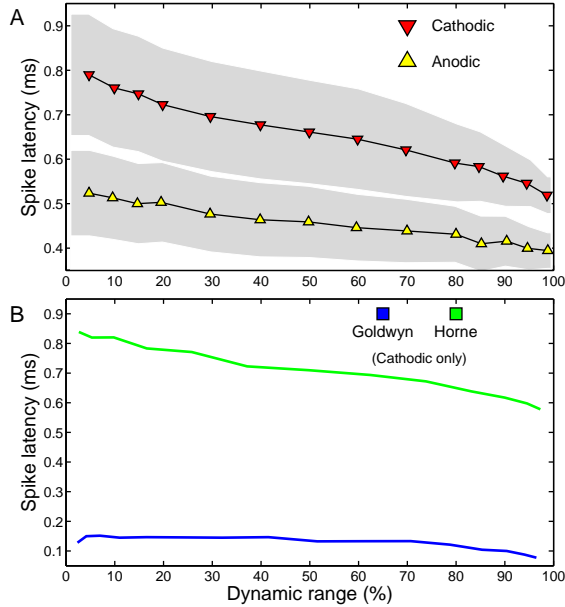 A
Cathodic
Anodic
Spike latency (ms)
0.9
0.8
0.7
0.6
0.5
0.4
0 10 20 30 40 50 60 70 80 90 100
B
Goldwyn Horne
(Cathodic only)
Spike latency (ms)
0.9
0.8
0.7
0.6
0.5
0.4
0.3
0.2
0.1
0 10 20 30 40 50 60 70 80 90 100
Dynamic range (%)